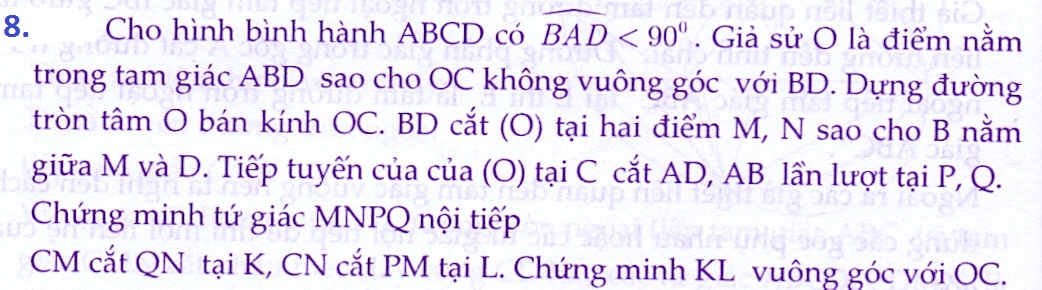 8. Cho hình bình hành ABCD có BAD < 90⁰. Giả sử O là điểm nằm
trong tam giác ABD sao cho OC không vuông góc với BD. Dựng đường
tròn tâm O bán kính OC. BD cắt (O) tại hai điểm M, N sao cho B nằm
giữa M và D. Tiếp tuyến của của (O) tại C cắt AD, AB lần lượt tại P, Q.
Chứng minh tứ giác MNPQ nội tiếp
CM cắt QN tại K, CN cắt PM tại L. Chứng minh KL vuông góc với OC.